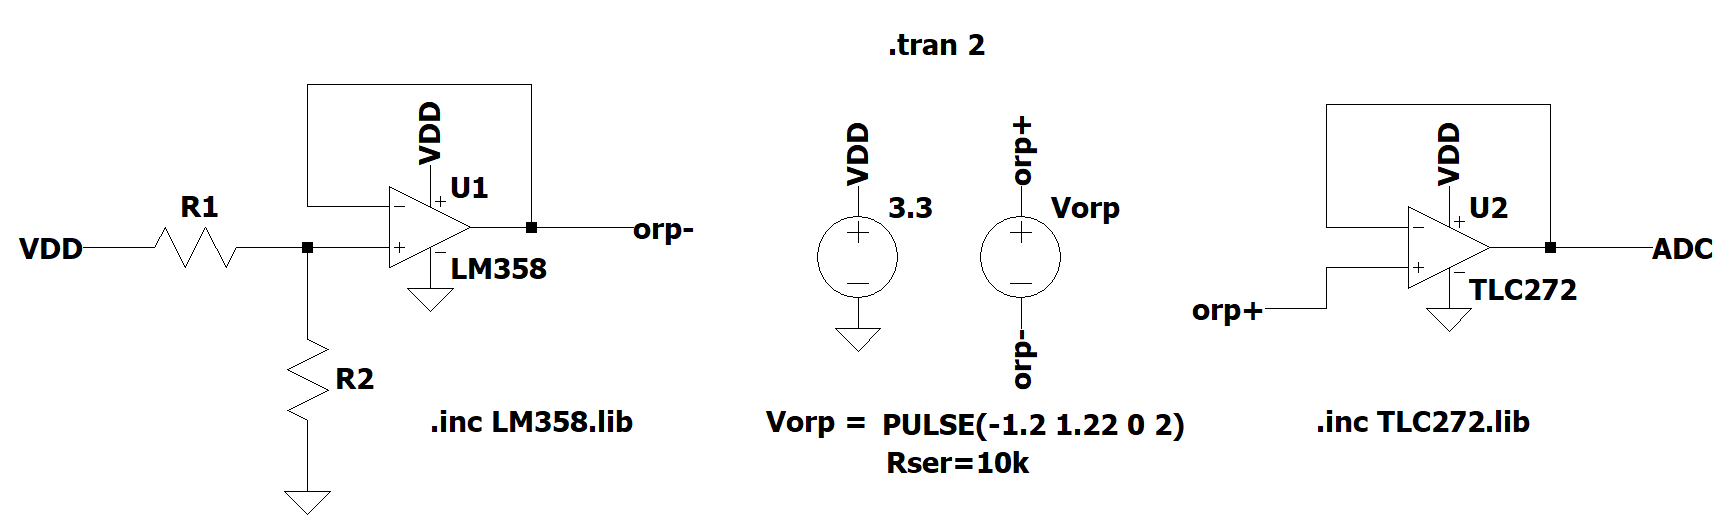 .tran 2
VDD
R1
R2
VDD
U1
LM358
orp-
.inc LM358.lib
VDD
3.3
orp+
Vorp
orp-
Vorp = PULSE(-1.2 1.22 0 2)
Rser=10k
VDD
U2
TLC272
orp+
ADC
.inc TLC272.lib